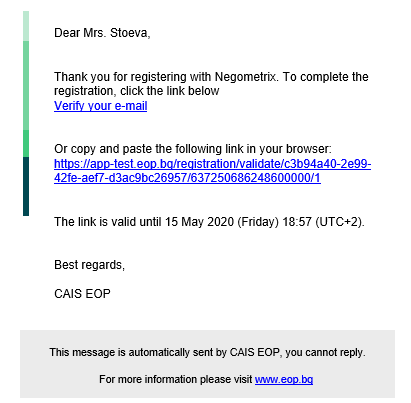 Dear Mrs. Stoeva,
Thank you for registering with Negometrix. To complete the
registration, click the link below
Verify your e-mail
Or copy and paste the following link in your browser:
https://app-test.eop.bg/registration/validate/c3b94a40-2e99-
42fe-aef7-d3ac9bc26957/637250686248600000/1
The link is valid until 15 May 2020 (Friday) 18:57 (UTC+2).
Best regards,
CAIS EOP
This message is automatically sent by CAIS EOP, you cannot reply.
For more information please visit www.eop.bg